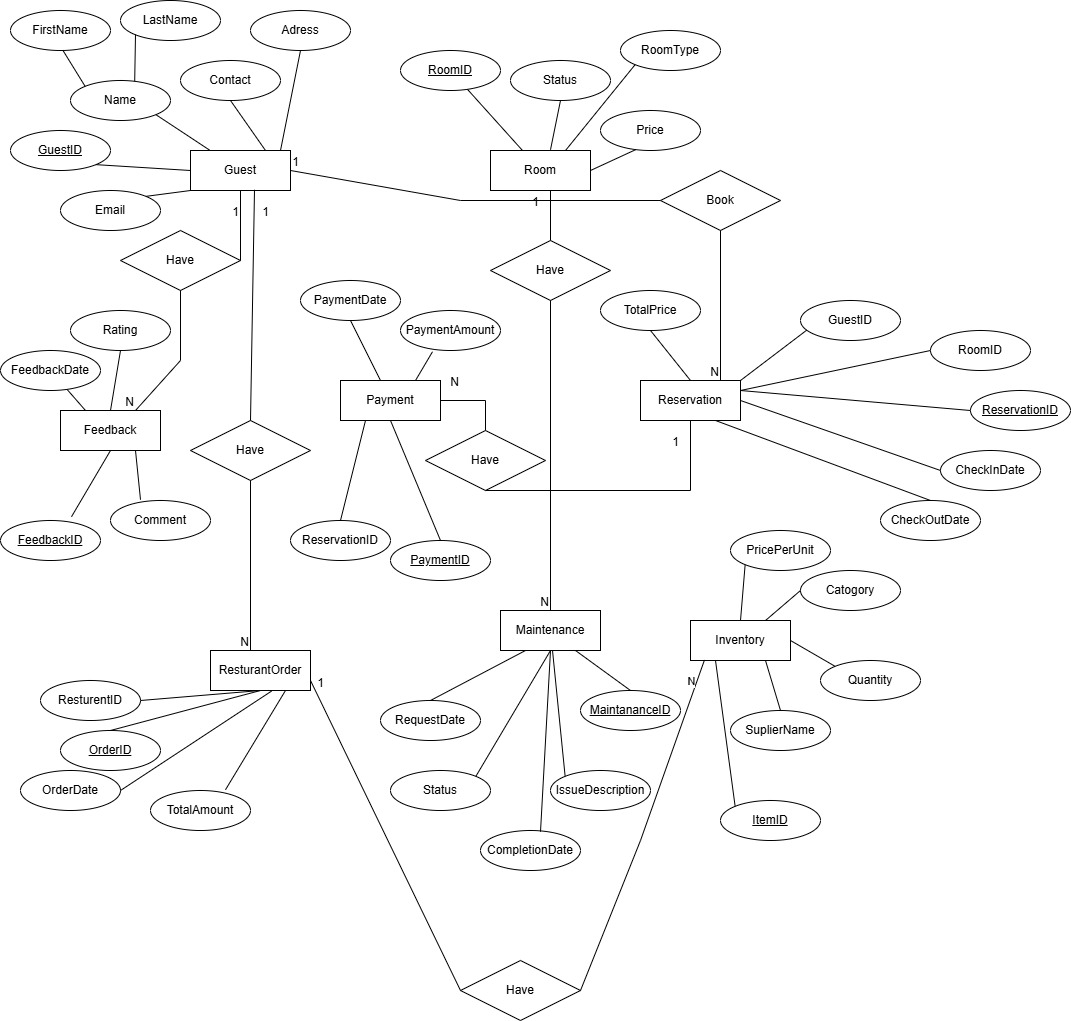 FirstName
LastName
Adress
Name
Contact
GuestID
Email
Guest
1
1
1
RoomID
Status
RoomType
Price
Room
1
Book
Have
Have
Rating
FeedbackDate
N
Feedback
FeedbackID
Comment
PaymentDate
PaymentAmount
Payment
N
Have
ReservationID
PaymentID
TotalPrice
GuestID
RoomID
N
Reservation
ReservationID
1
CheckInDate
CheckOutDate
Have
N
ResturantOrder
1
ResturentID
OrderID
OrderDate
TotalAmount
N
Maintenance
RequestDate
MaintananceID
Status
IssueDescription
CompletionDate
PricePerUnit
Catogory
Inventory
N
Quantity
SuplierName
ItemID
Have